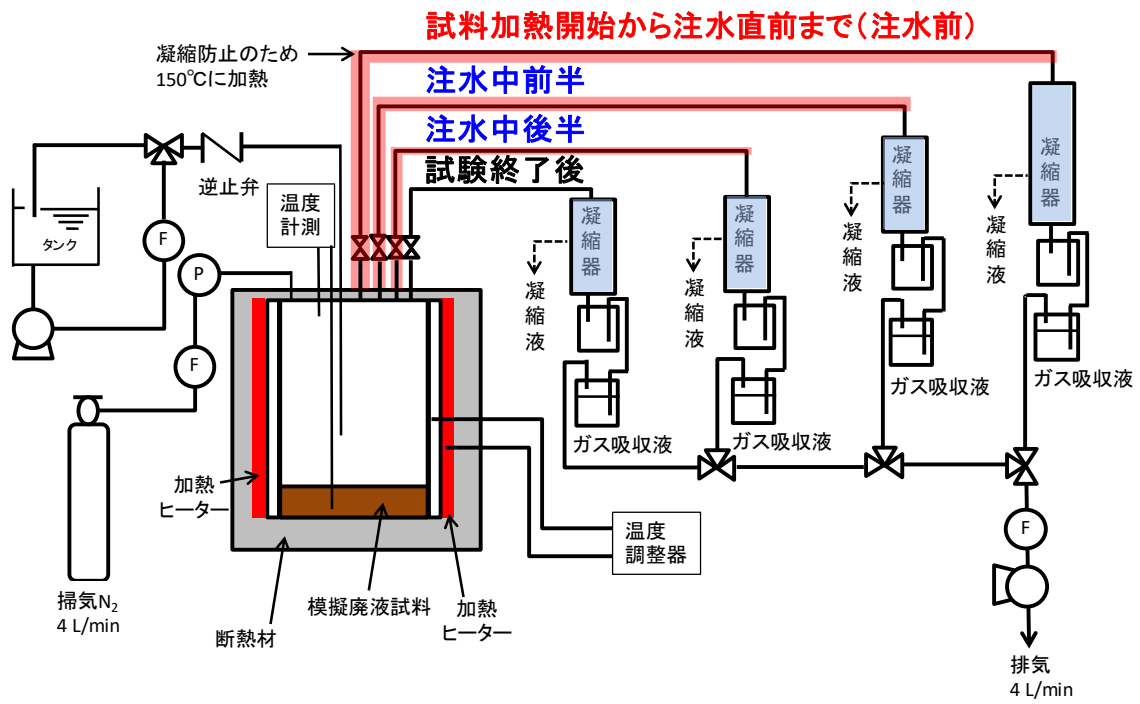 試料加熱開始から注水直前まで（注水前）
凝縮防止のため
150℃に加熱
注水中前半
注水中後半
試験終了後
逆止弁
温度
計測
タンク
F
P
F
凝縮器
凝縮液
ガス吸収液
凝縮器
凝縮液
ガス吸収液
凝縮器
凝縮液
ガス吸収液
凝縮器
凝縮液
ガス吸収液
加熱
ヒーター
温度
調整器
F
掃気N₂
4 L/min
断熱材
模擬廃液試料
加熱
ヒーター
排気
4 L/min